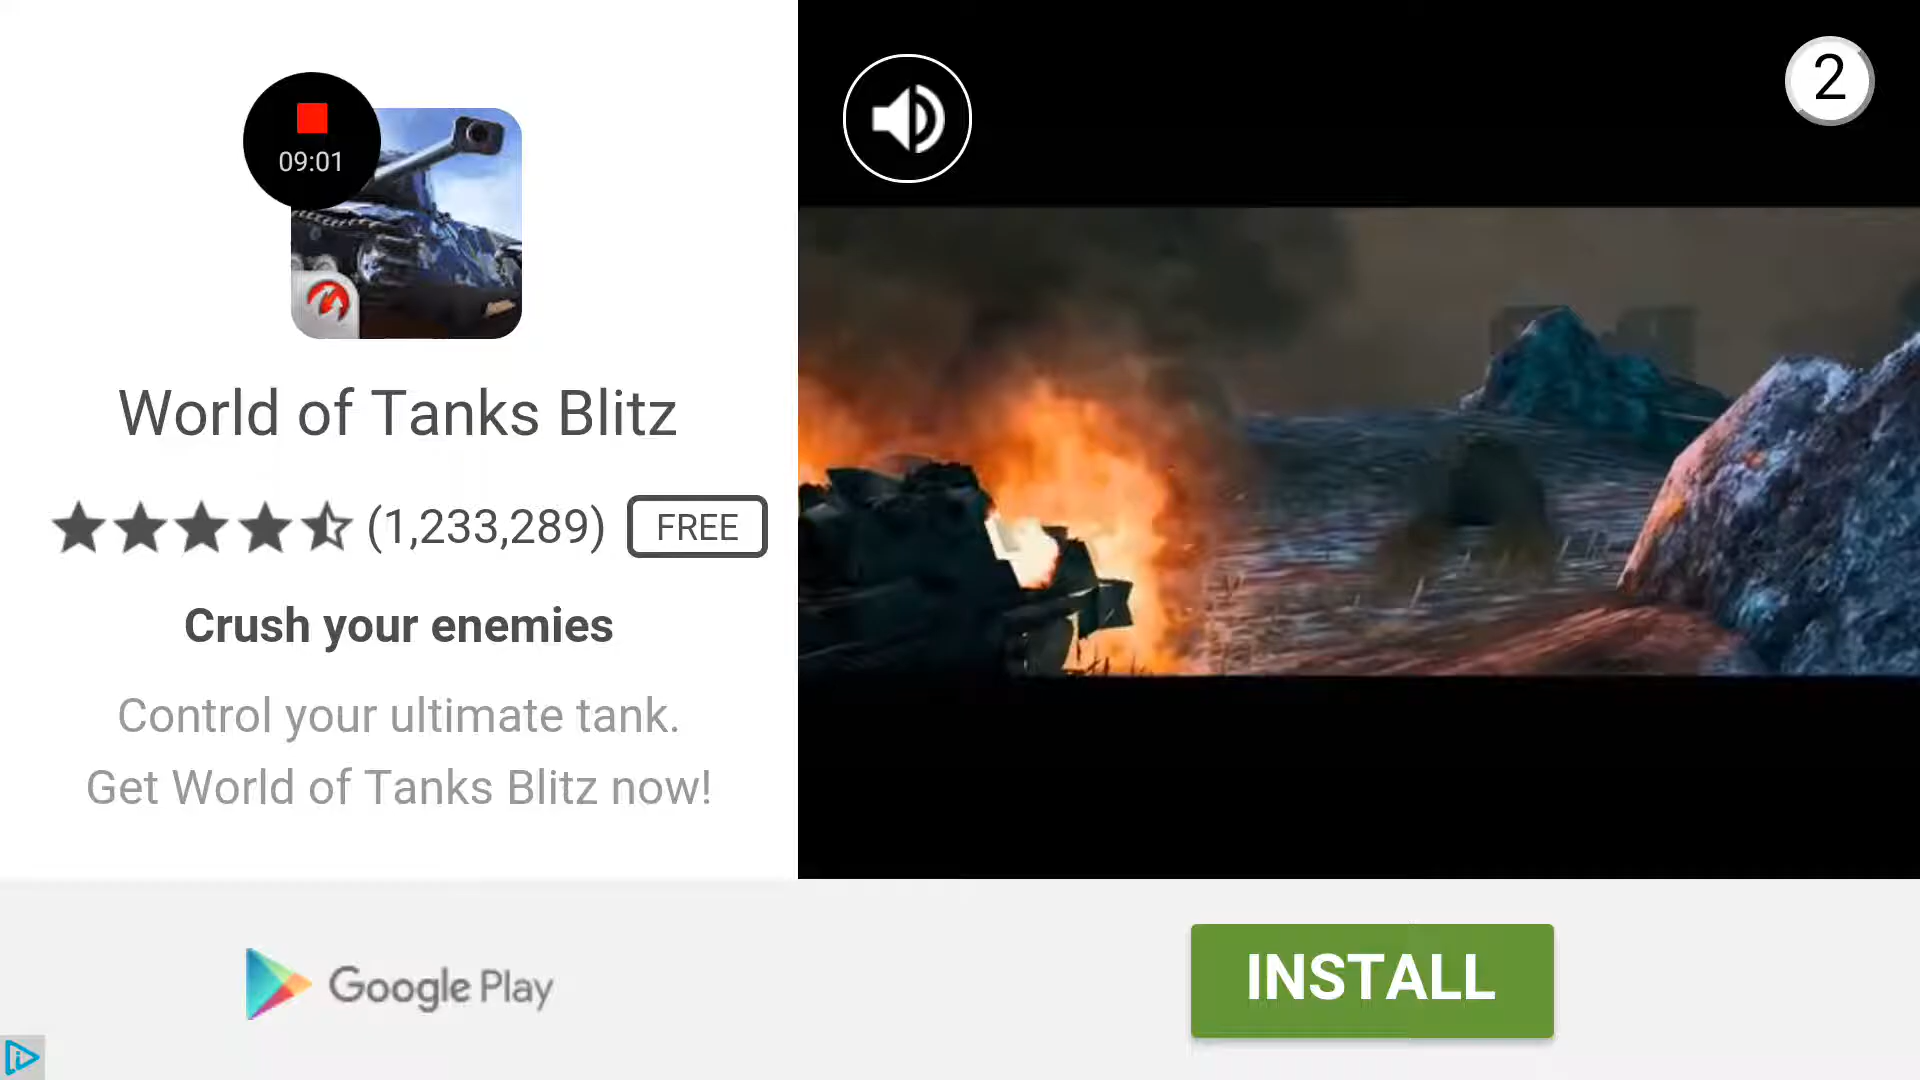 09:01
2
World of Tanks Blitz
(1,233,289) FREE
Crush your enemies
Control your ultimate tank.
Get World of Tanks Blitz now!
Google Play
INSTALL